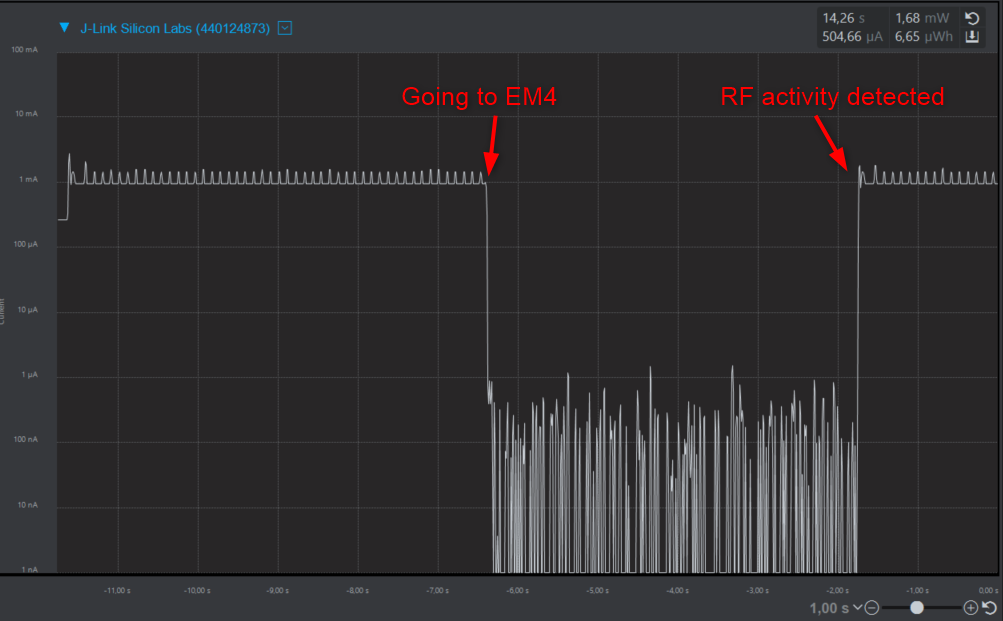 J-Link Silicon Labs (440124873)
14,26 s 1,68 mW
504,66 µA 6,65 µWh
100 mA
Going to EM4
RF activity detected
10 mA
1 mA
100 µA
10 µA
Current
1 µA
100 nA
10 nA
1 nA
-11,00 s -10,00 s -9,00 s -8,00 s -7,00 s -6,00 s -5,00 s -4,00 s -3,00 s -2,00 s -1,00 s 0,00 s
1,00 s